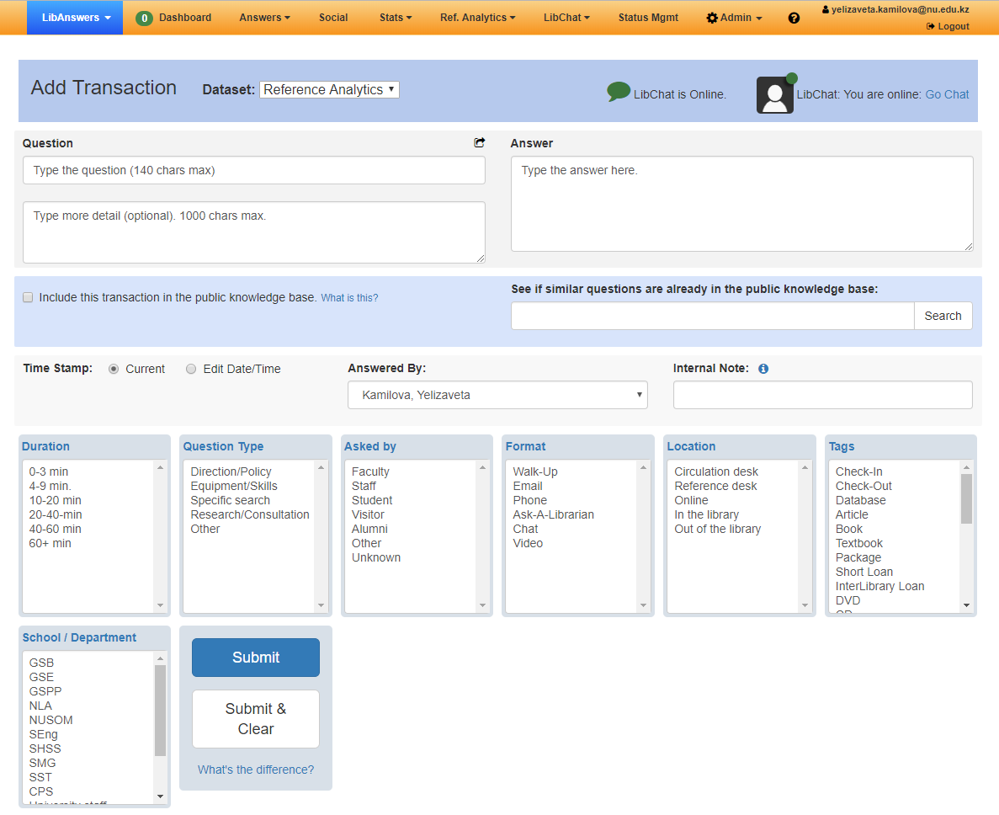 LibAnswers
0 Dashboard
Answers
Social
Stats
Ref. Analytics
LibChat
Status Mgmt
Admin
?
yelizaveta.kamilova@nu.edu.kz
Logout
Add Transaction
Dataset: Reference Analytics
LibChat is Online.
LibChat: You are online: Go Chat
Question
Type the question (140 chars max)
Type more detail (optional). 1000 chars max.
Answer
Type the answer here.
Include this transaction in the public knowledge base. What is this?
See if similar questions are already in the public knowledge base:
Search
Time Stamp: Current Edit Date/Time
Answered By:
Kamilova, Yelizaveta
Internal Note:
Duration
0-3 min
4-9 min.
10-20 min
20-40-min
40-60 min
60+ min
Question Type
Direction/Policy
Equipment/Skills
Specific search
Research/Consultation
Other
Asked by
Faculty
Staff
Student
Visitor
Alumni
Other
Unknown
Format
Walk-Up
Email
Phone
Ask-A-Librarian
Chat
Video
Location
Circulation desk
Reference desk
Online
In the library
Out of the library
Tags
Check-In
Check-Out
Database
Article
Book
Textbook
Package
Short Loan
InterLibrary Loan
DVD
School / Department
GSB
GSE
GSPP
NLA
NUSOM
SEng
SHSS
SMG
SST
CPS
University staff
Submit
Submit &
Clear
What's the difference?